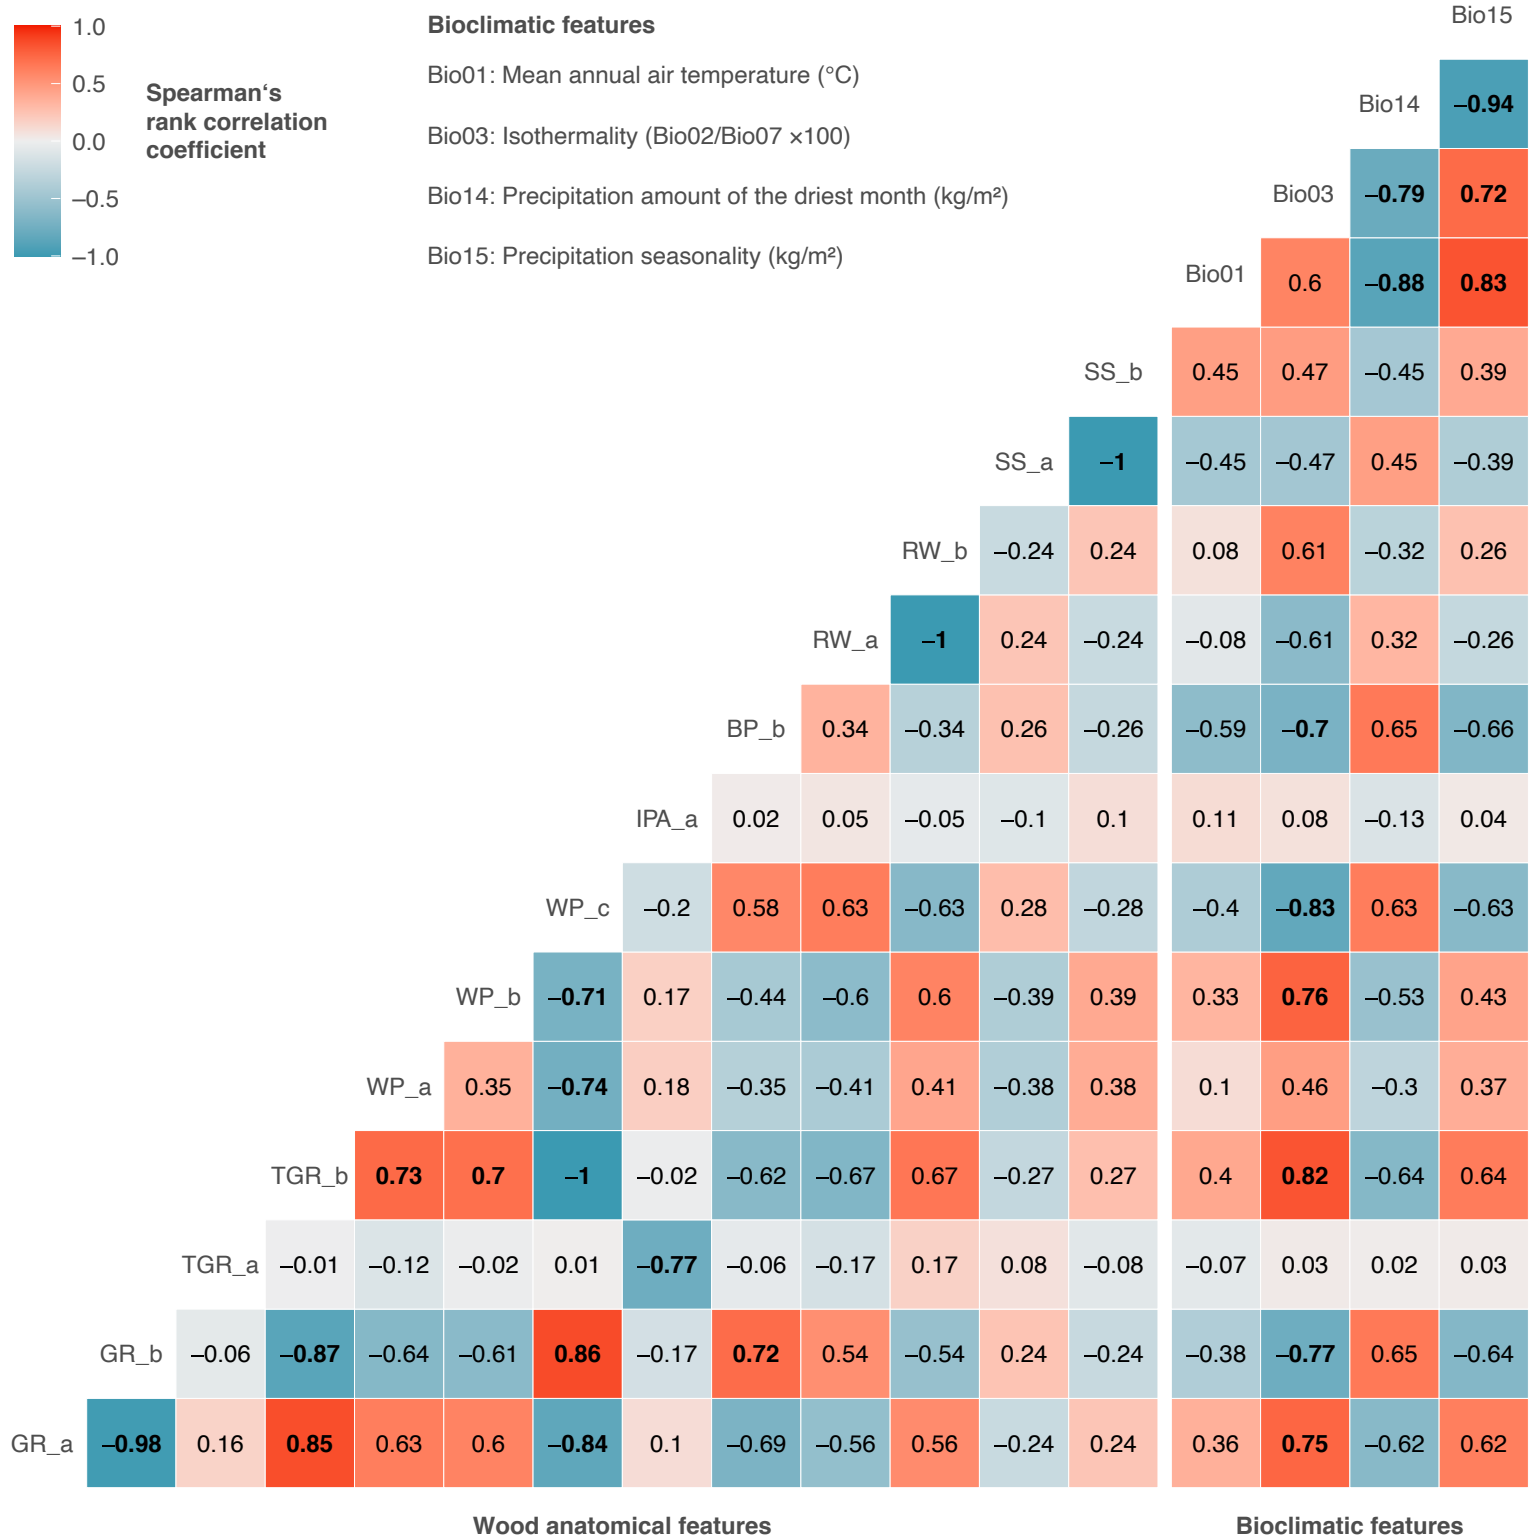 1.0
0.5
0.0
−0.5
−1.0
Spearman‘s
rank correlation
coefficient
Bioclimatic features
Bio01: Mean annual air temperature (°C)
Bio03: Isothermality (Bio02/Bio07 ×100)
Bio14: Precipitation amount of the driest month (kg/m²)
Bio15: Precipitation seasonality (kg/m²)
Bio15
Bio14 −0.94
Bio03 −0.79 0.72
Bio01 0.6 −0.88 0.83
SS_b 0.45 0.47 −0.45 0.39
SS_a −1 −0.45 −0.47 0.45 −0.39
RW_b −0.24 0.24 0.08 0.61 −0.32 0.26
RW_a −1 0.24 −0.24 −0.08 −0.61 0.32 −0.26
BP_b 0.34 −0.34 0.26 −0.26 −0.59 −0.7 0.65 −0.66
IPA_a 0.02 0.05 −0.05 −0.1 0.1 0.11 0.08 −0.13 0.04
WP_c −0.2 0.58 0.63 −0.63 0.28 −0.28 −0.4 −0.83 0.63 −0.63
WP_b −0.71 0.17 −0.44 −0.6 0.6 −0.39 0.39 0.33 0.76 −0.53 0.43
WP_a 0.35 −0.74 0.18 −0.35 −0.41 0.41 −0.38 0.38 0.1 0.46 −0.3 0.37
TGR_b 0.73 0.7 −1 −0.02 −0.62 −0.67 0.67 −0.27 0.27 0.4 0.82 −0.64 0.64
TGR_a −0.01 −0.12 −0.02 0.01 −0.77 −0.06 −0.17 0.17 0.08 −0.08 −0.07 0.03 0.02 0.03
GR_b −0.06 −0.87 −0.64 −0.61 0.86 −0.17 0.72 0.54 −0.54 0.24 −0.24 −0.38 −0.77 0.65 −0.64
GR_a −0.98 0.16 0.85 0.63 0.6 −0.84 0.1 −0.69 −0.56 0.56 −0.24 0.24 0.36 0.75 −0.62 0.62
Wood anatomical features Bioclimatic features